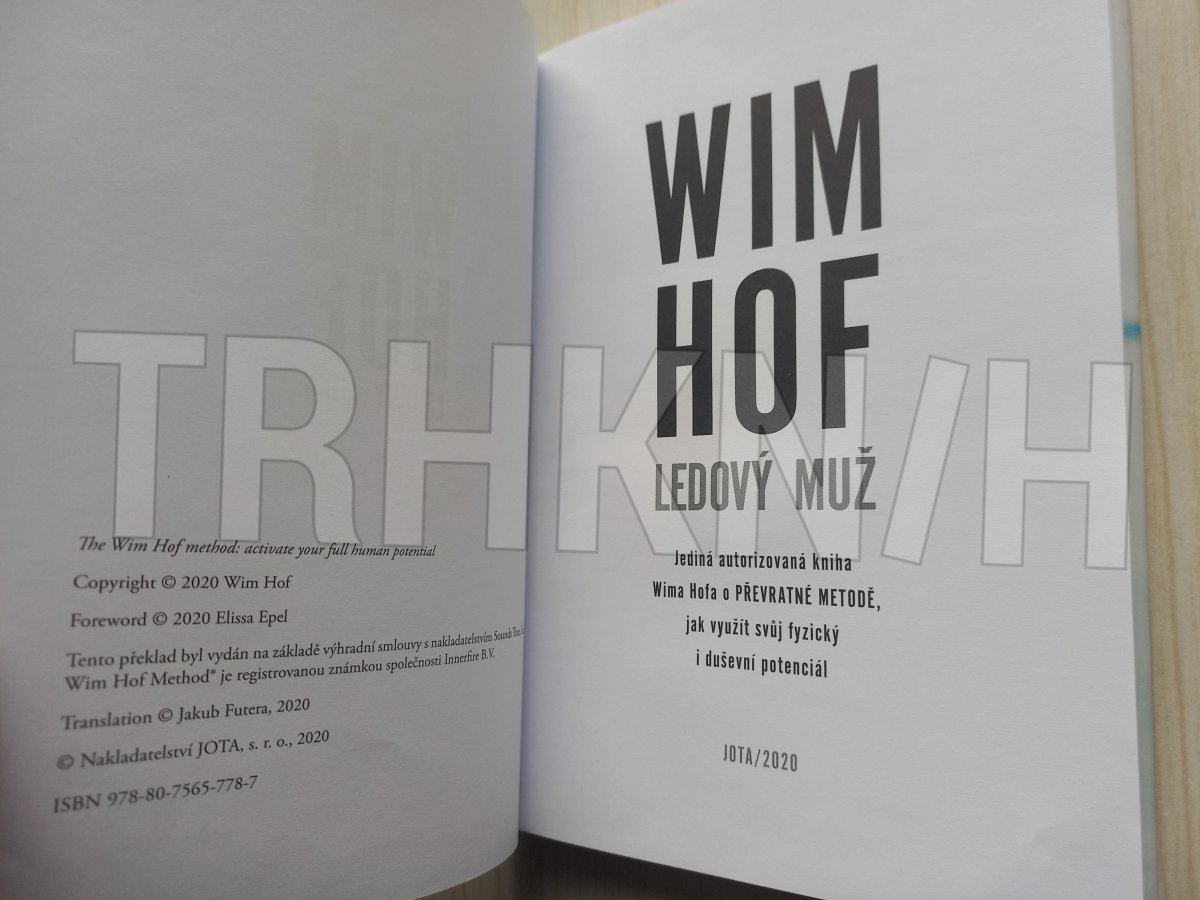 The Wim Hof method: activate your full human potential
Copyright © 2020 Wim Hof
Foreword © 2020 Elissa Epel
Tento překlad byl vydán na základě výhradní smlouvy s nakladatelstvím Sounds True,
Wim Hof Method® je registrovanou známkou společnosti Innerfire B.V.
Translation © Jakub Futera, 2020
© Nakladatelství JOTA, s. r. o., 2020
ISBN 978-80-7565-778-7
WIM
HOF
LEDOVÝ MUŽ
Jediná autorizovaná kniha
Wima Hofa o PŘEVRATNÉ METODĚ,
jak využít svůj fyzický
i duševní potenciál
JOTA/2020
TRHKN/H